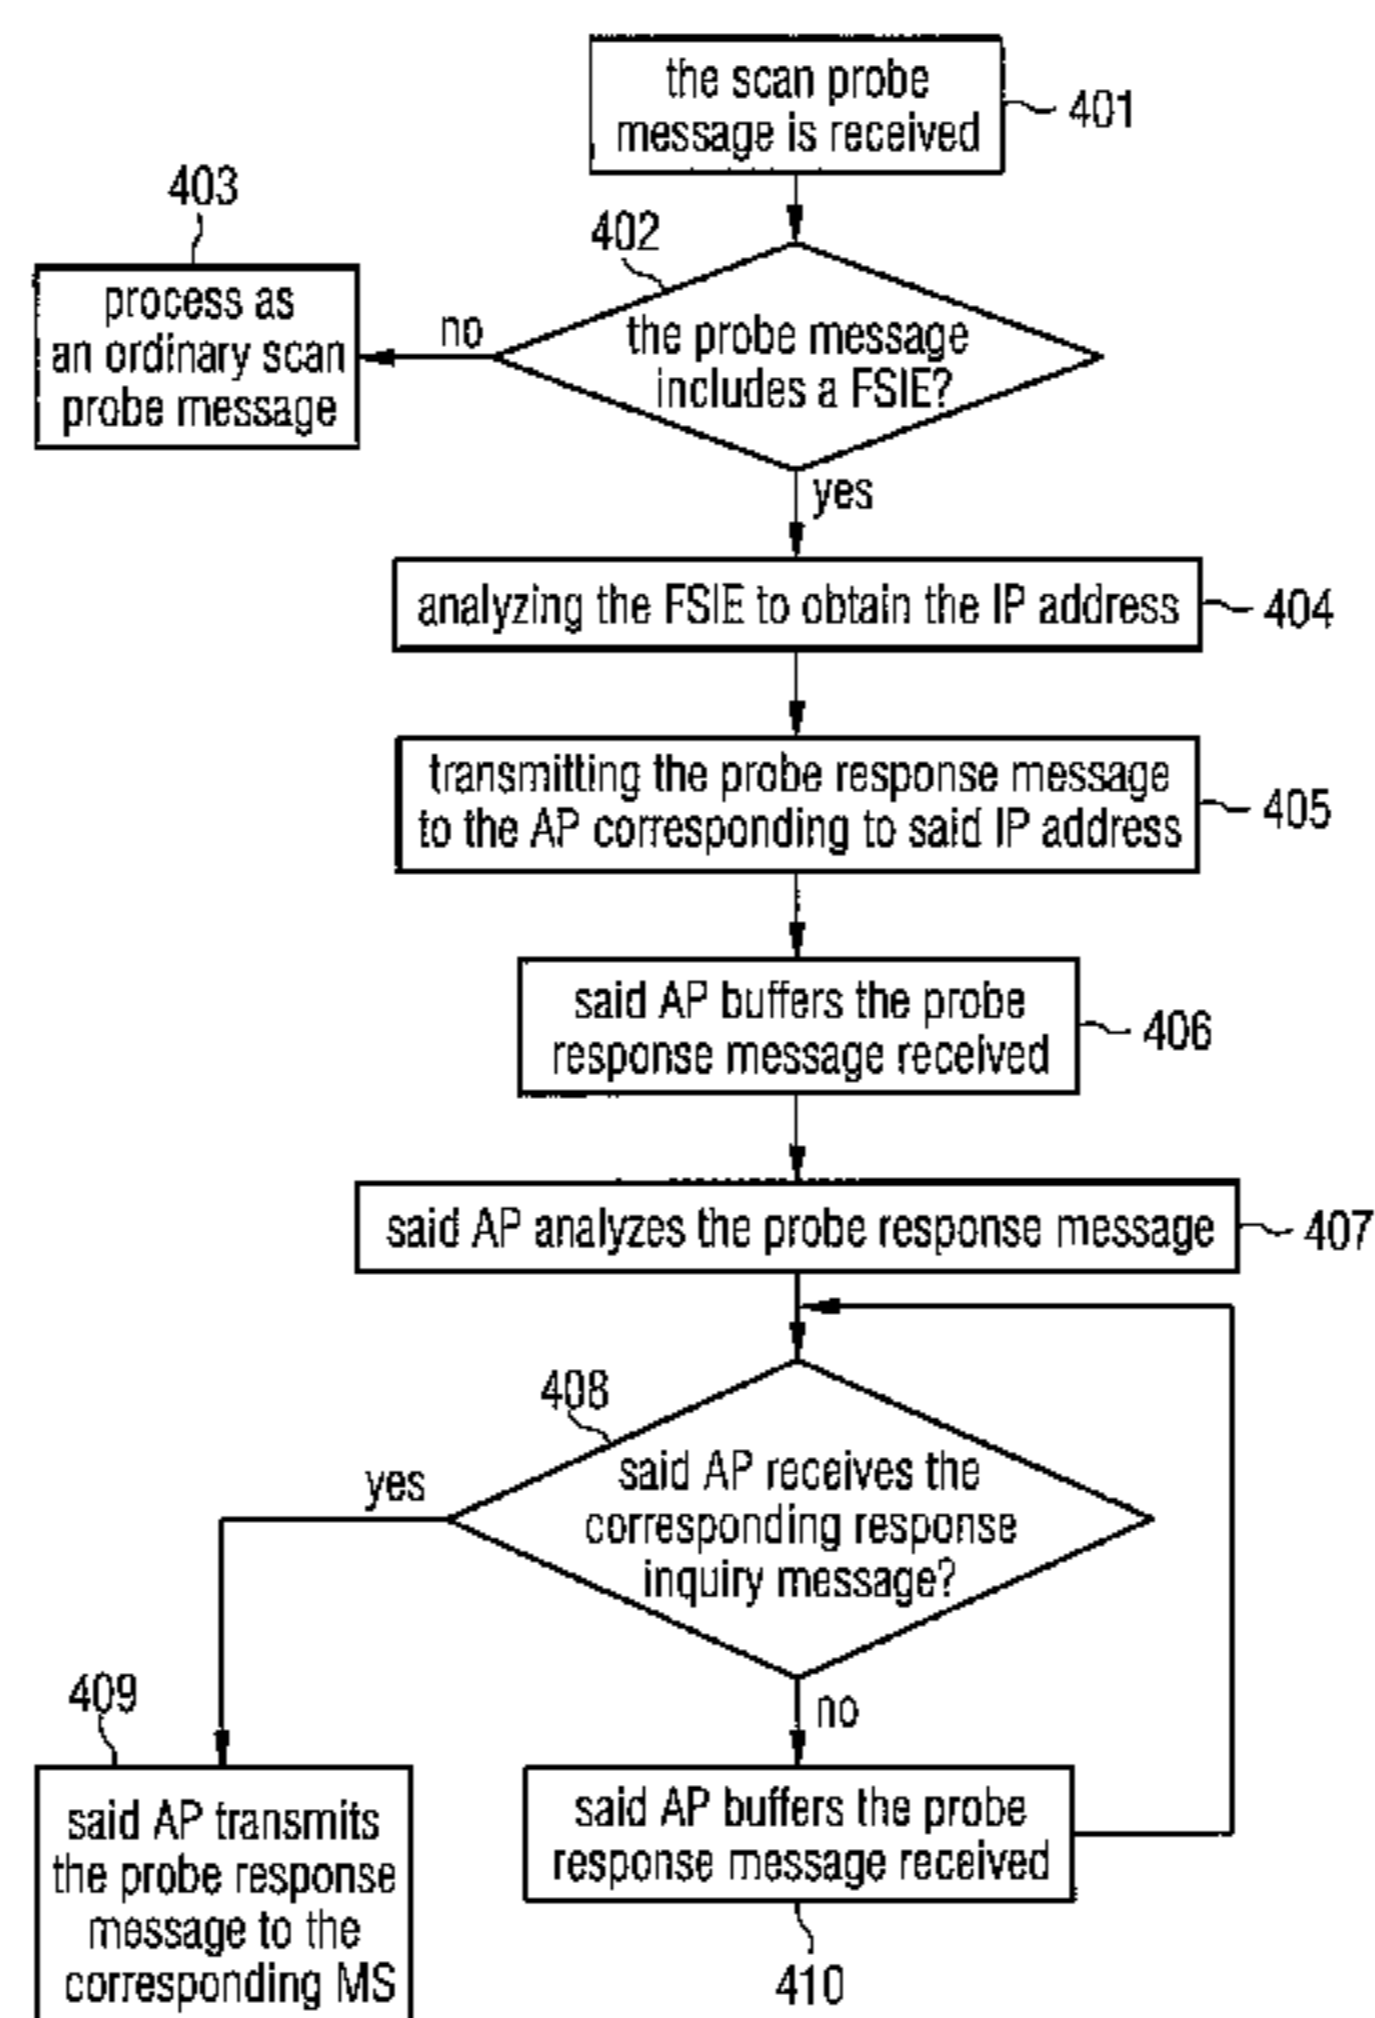 the scan probe
message is received
401
403
402
process as
an ordinary scan
probe message
no
the probe message
includes a FSIE?
yes
analyzing the FSIE to obtain the IP address
404
transmitting the probe response message
to the AP corresponding to said IP address
405
said AP buffers the probe
response message received
406
said AP analyzes the probe response message
407
408
said AP receives the
corresponding response
inquiry message?
yes
no
409
said AP transmits
the probe response
message to the
corresponding MS
said AP buffers the probe
response message received
410